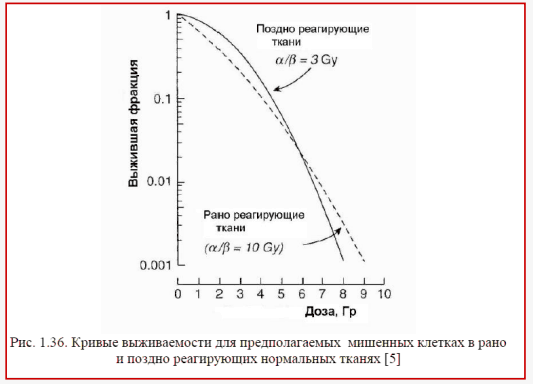 Поздно реагирующие
ткани
α/β = 3 Gy
Выжившая фракция
1
0.1
0.01
0.001
Рано реагирующие
ткани
(α/β = 10 Gy)
0 1 2 3 4 5 6 7 8 9 10
Доза, Гр
Рис. 1.36. Кривые выживаемости для предполагаемых мишенных клетках в рано
и поздно реагирующих нормальных тканях [5]